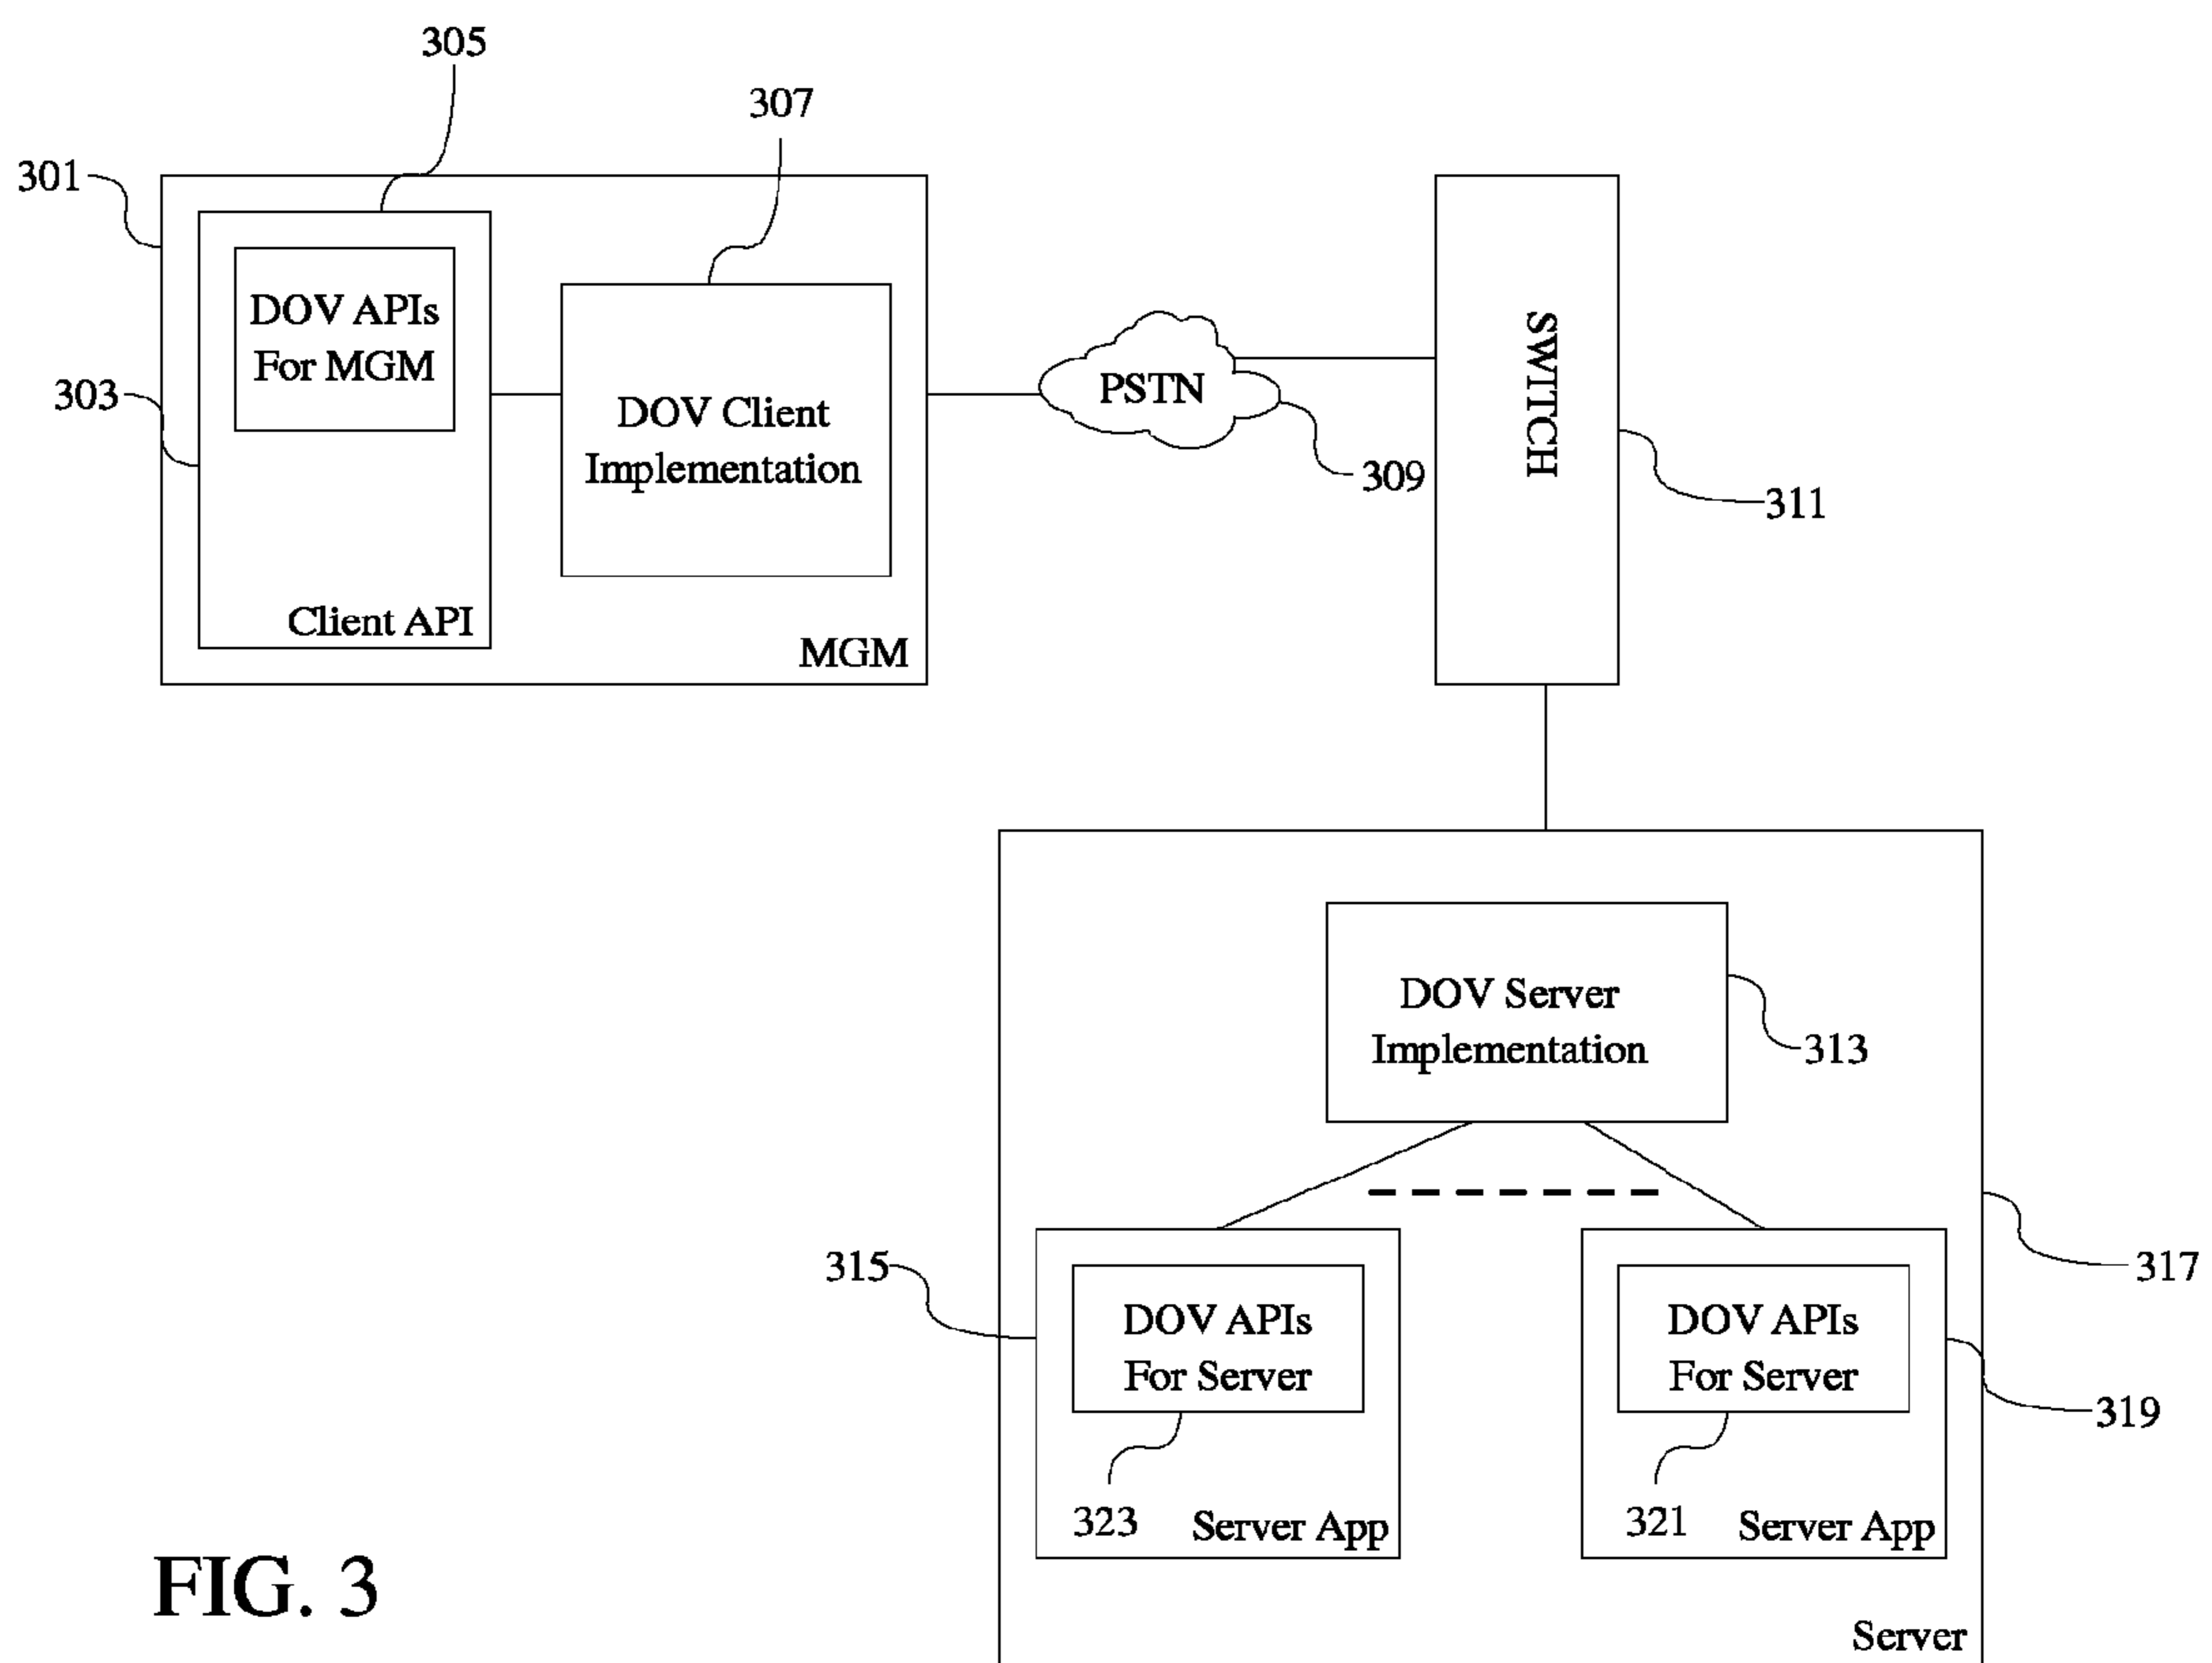 305
307
301
DOV APIs
For MGM
303
DOV Client
Implementation
Client API
MGM
PSTN
309
SWITCH
311
DOV Server
Implementation
313
315
317
DOV APIs
For Server
DOV APIs
For Server
319
323
Server App
321
Server App
FIG. 3
Server